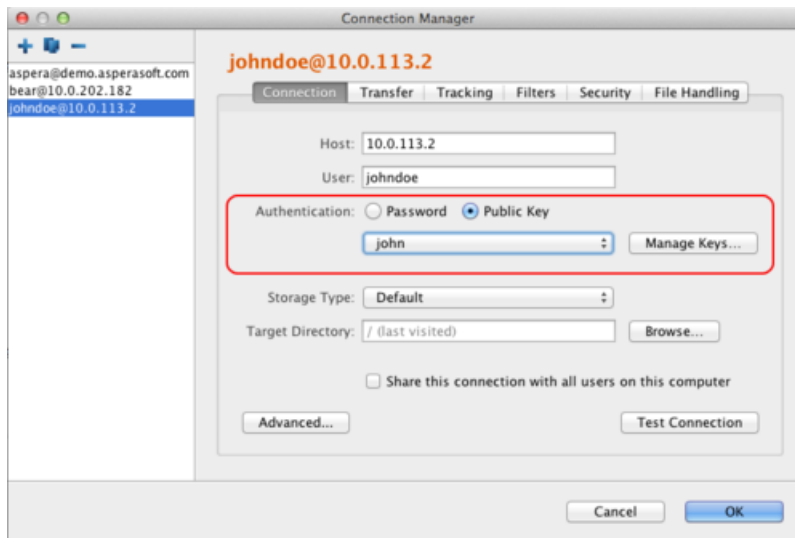 Connection Manager
aspera@demo.asperasoft.com
bear@10.0.202.182
johndoe@10.0.113.2
johndoe@10.0.113.2
Connection Transfer Tracking Filters Security File Handling
Host: 10.0.113.2
User: johndoe
Authentication: Password Public Key
john Manage Keys...
Storage Type: Default
Target Directory: / (last visited) Browse...
Share this connection with all users on this computer
Advanced... Test Connection
Cancel OK